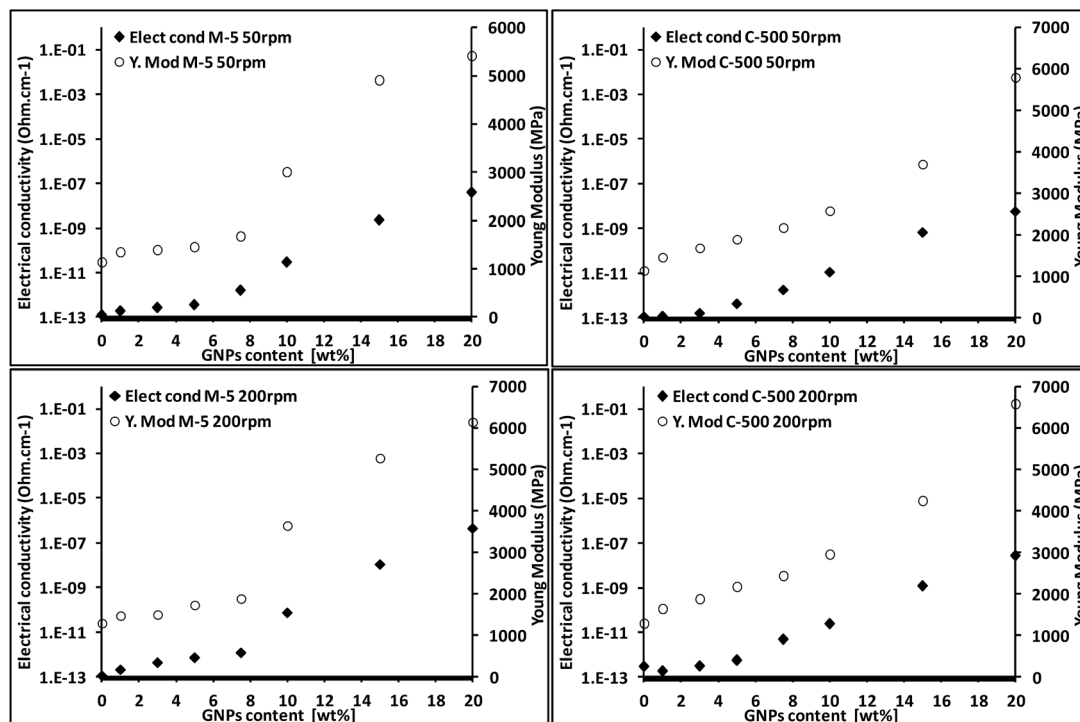 Elect cond M-5 50rpm
Y. Mod M-5 50rpm
Electrical conductivity (Ohm.cm-1)
1.E-01
1.E-03
1.E-05
1.E-07
1.E-09
1.E-11
1.E-13
0 2 4 6 8 10 12 14 16 18 20
GNPs content [wt%]
6000
5000
4000
3000
2000
1000
0
Young Modulus (MPa)
Elect cond C-500 50rpm
Y. Mod C-500 50rpm
Electrical conductivity (Ohm.cm-1)
1.E-01
1.E-03
1.E-05
1.E-07
1.E-09
1.E-11
1.E-13
0 2 4 6 8 10 12 14 16 18 20
GNPs content [wt%]
7000
6000
5000
4000
3000
2000
1000
0
Young Modulus (MPa)
Elect cond M-5 200rpm
Y. Mod M-5 200rpm
Electrical conductivity (Ohm.cm-1)
1.E-01
1.E-03
1.E-05
1.E-07
1.E-09
1.E-11
1.E-13
0 2 4 6 8 10 12 14 16 18 20
GNPs content [wt%]
7000
6000
5000
4000
3000
2000
1000
0
Young Modulus (MPa)
Elect cond C-500 200rpm
Y. Mod C-500 200rpm
Electrical conductivity (Ohm.cm-1)
1.E-01
1.E-03
1.E-05
1.E-07
1.E-09
1.E-11
1.E-13
0 2 4 6 8 10 12 14 16 18 20
GNPs content [wt%]
7000
6000
5000
4000
3000
2000
1000
0
Young Modulus (MPa)